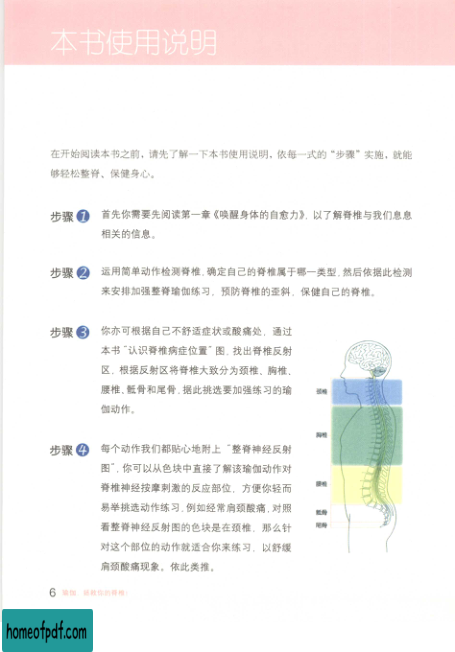 本书使用说明
在开始阅读本书之前，请先了解一下本书使用说明，依每一式的“步骤”实施，就能
够轻松整脊、保健身心。
步骤 1 首先你需要先阅读第一章《唤醒身体的自愈力》，以了解脊椎与我们息息
相关的信息。
步骤 2 运用简单动作检测脊椎，确定自己的脊椎属于哪一类型，然后依据此检测
来安排加强整脊瑜伽练习，预防脊椎的歪斜，保健自己的脊椎。
步骤 3 你亦可根据自己不舒适症状或酸痛处，通过
本书“认识脊椎病症位置”图，找出脊椎反射
区，根据反射区将脊椎大致分为颈椎、胸椎、
腰椎、骶骨和尾骨，据此挑选要加强练习的瑜
伽动作。
颈椎
胸椎
腰椎
骶骨
尾骨
步骤 4 每个动作我们都贴心地附上“整脊神经反射
图”，你可以从色块中直接了解该瑜伽动作对
脊椎神经按摩刺激的反应部位，方便你轻而
易举挑选动作练习，例如经常肩颈酸痛，对照
看整脊神经反射图的色块是在颈椎，那么针
对这个部位的动作就适合你来练习，以舒缓
肩颈酸痛现象。依此类推。
6 瑜伽
homeofpdf.com